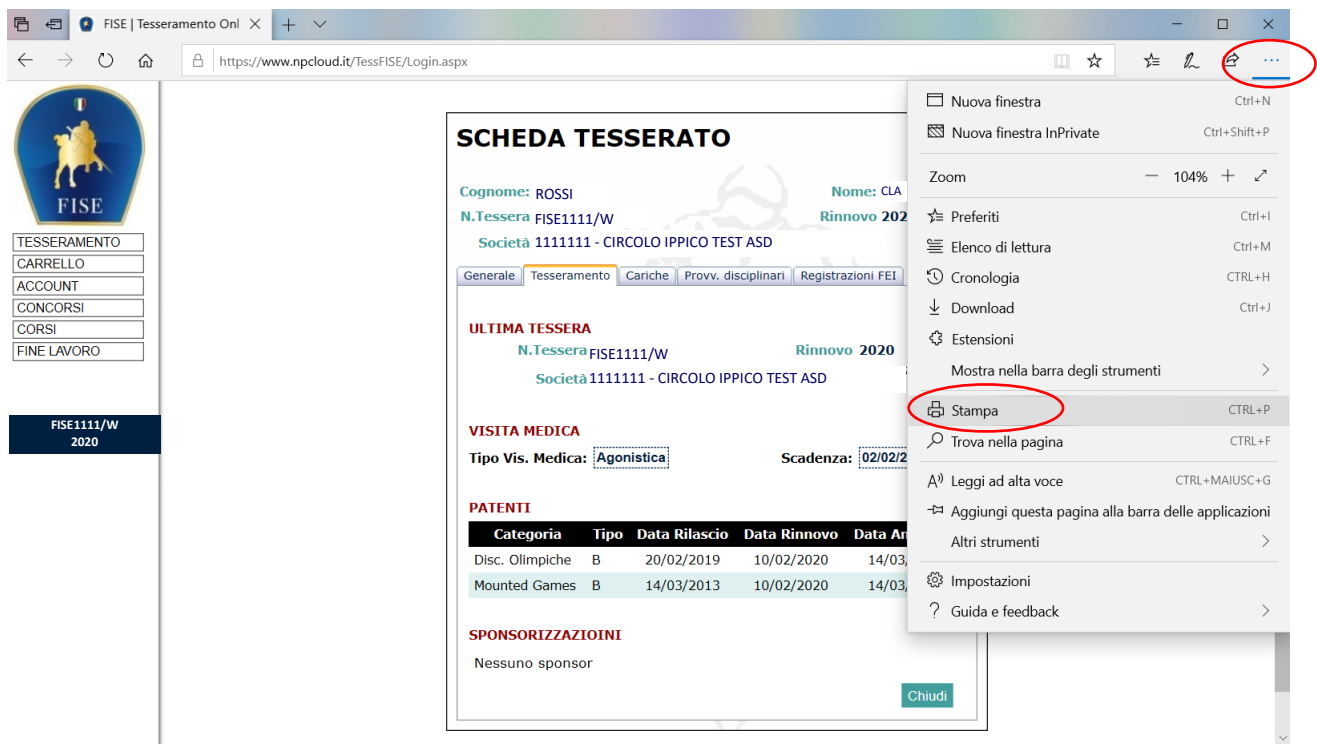 FISE | Tesseramento Onl
https://www.npcloud.it/TessFISE/Login.aspx
FISE
TESSERAMENTO
CARRELLO
ACCOUNT
CONCORSI
CORSI
FINE LAVORO
FISE1111/W
2020
SCHEDA TESSERATO
Cognome: ROSSI Nome: CLA
N.Tessera FISE1111/W Rinnovo 202
Società 1111111 - CIRCOLO IPPICO TEST ASD
Generale Tesseramento Cariche Provv. disciplinari Registrazioni FEI
ULTIMA TESSERA
N.Tessera FISE1111/W Rinnovo 2020
Società 1111111 - CIRCOLO IPPICO TEST ASD
VISITA MEDICA
Tipo Vis. Medica: Agonistica Scadenza: 02/02/2
PATENTI
Categoria Tipo Data Rilascio Data Rinnovo Data An
Disc. Olimpiche B 20/02/2019 10/02/2020 14/03/
Mounted Games B 14/03/2013 10/02/2020 14/03/
SPONSORIZZAZIOINI
Nessuno sponsor
Chiudi
Nuova finestra Ctrl+N
Nuova finestra InPrivate Ctrl+Shift+P
Zoom — 104% +
Preferiti Ctrl+I
Elenco di lettura Ctrl+M
Cronologia CTRL+H
Download Ctrl+J
Estensioni
Mostra nella barra degli strumenti
Stampa CTRL+P
Trova nella pagina CTRL+F
Leggi ad alta voce CTRL+MAIUSC+G
Aggiungi questa pagina alla barra delle applicazioni
Altri strumenti
Impostazioni
Guida e feedback